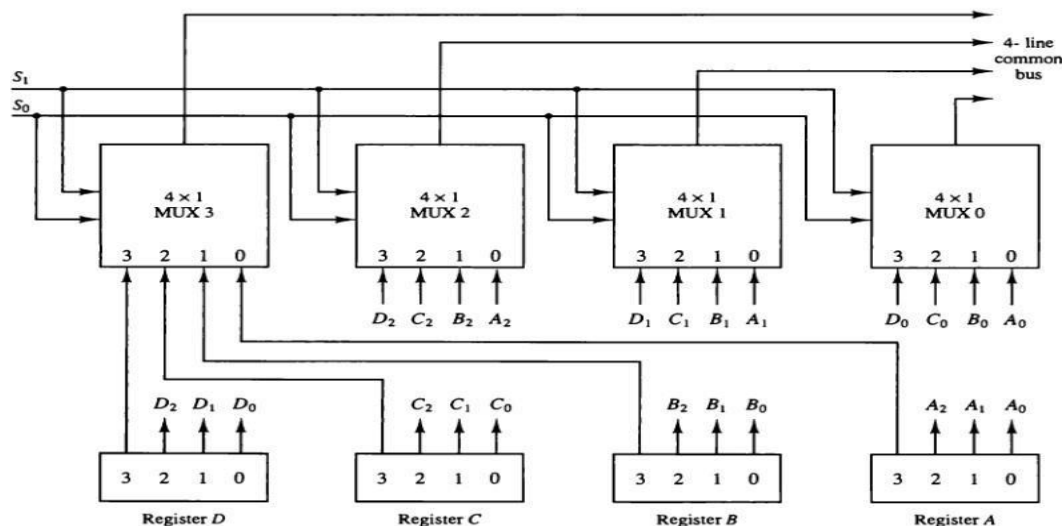 4- line
common
bus
S₁
S₀
4 × 1
MUX 3
4 × 1
MUX 2
4 × 1
MUX 1
4 × 1
MUX 0
3 2 1 0
3 2 1 0
3 2 1 0
3 2 1 0
D₂ C₂ B₂ A₂
D₁ C₁ B₁ A₁
D₀ C₀ B₀ A₀
D₂ D₁ D₀
C₂ C₁ C₀
B₂ B₁ B₀
A₂ A₁ A₀
3 2 1 0
3 2 1 0
3 2 1 0
3 2 1 0
Register D
Register C
Register B
Register A